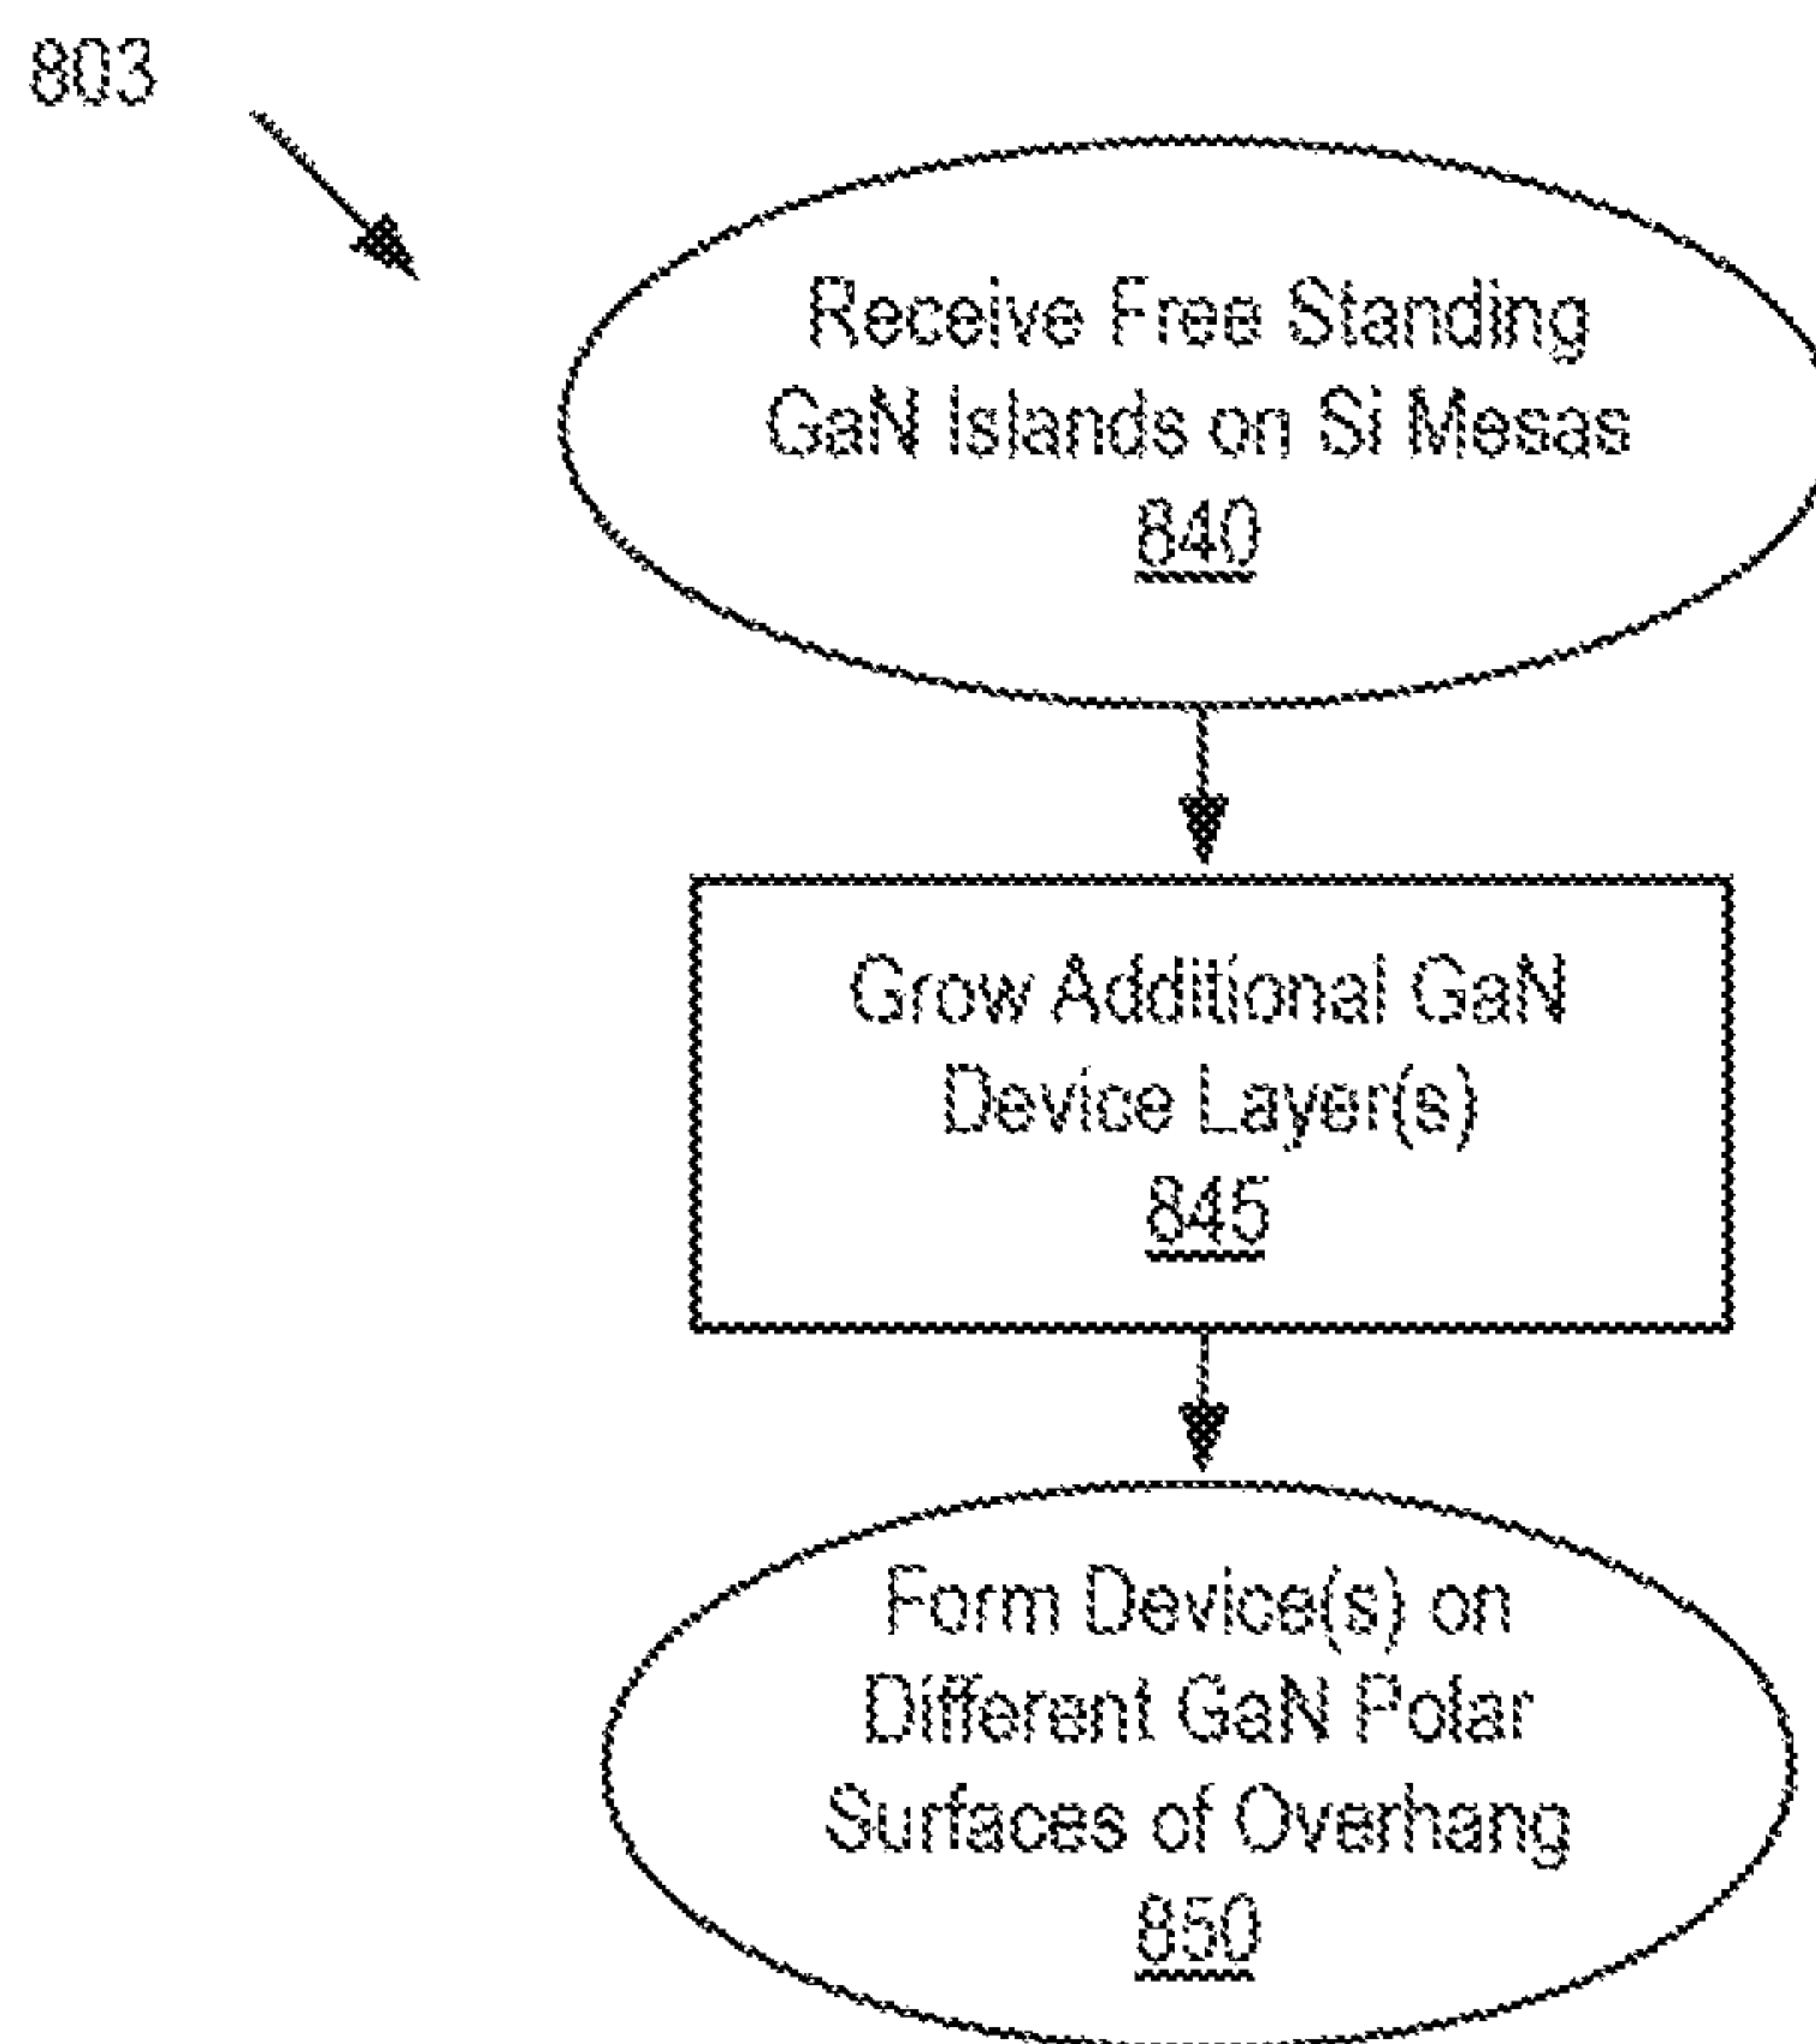 803
Receive Free Standing
GaN Islands on Si Mesas
840
Grow Additional GaN
Device Layer(s)
845
Form Device(s) on
Different GaN Polar
Surfaces of Overhang
850